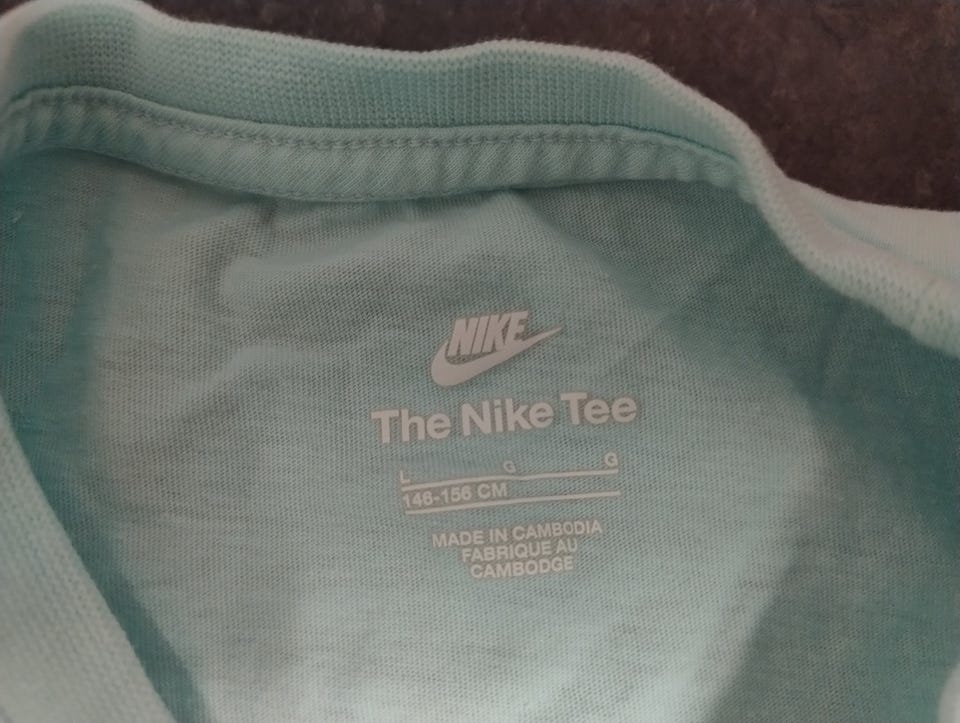 NIKE
The Nike Tee
L G G
146-156 CM
MADE IN CAMBODIA
FABRIQUE AU
CAMBODGE